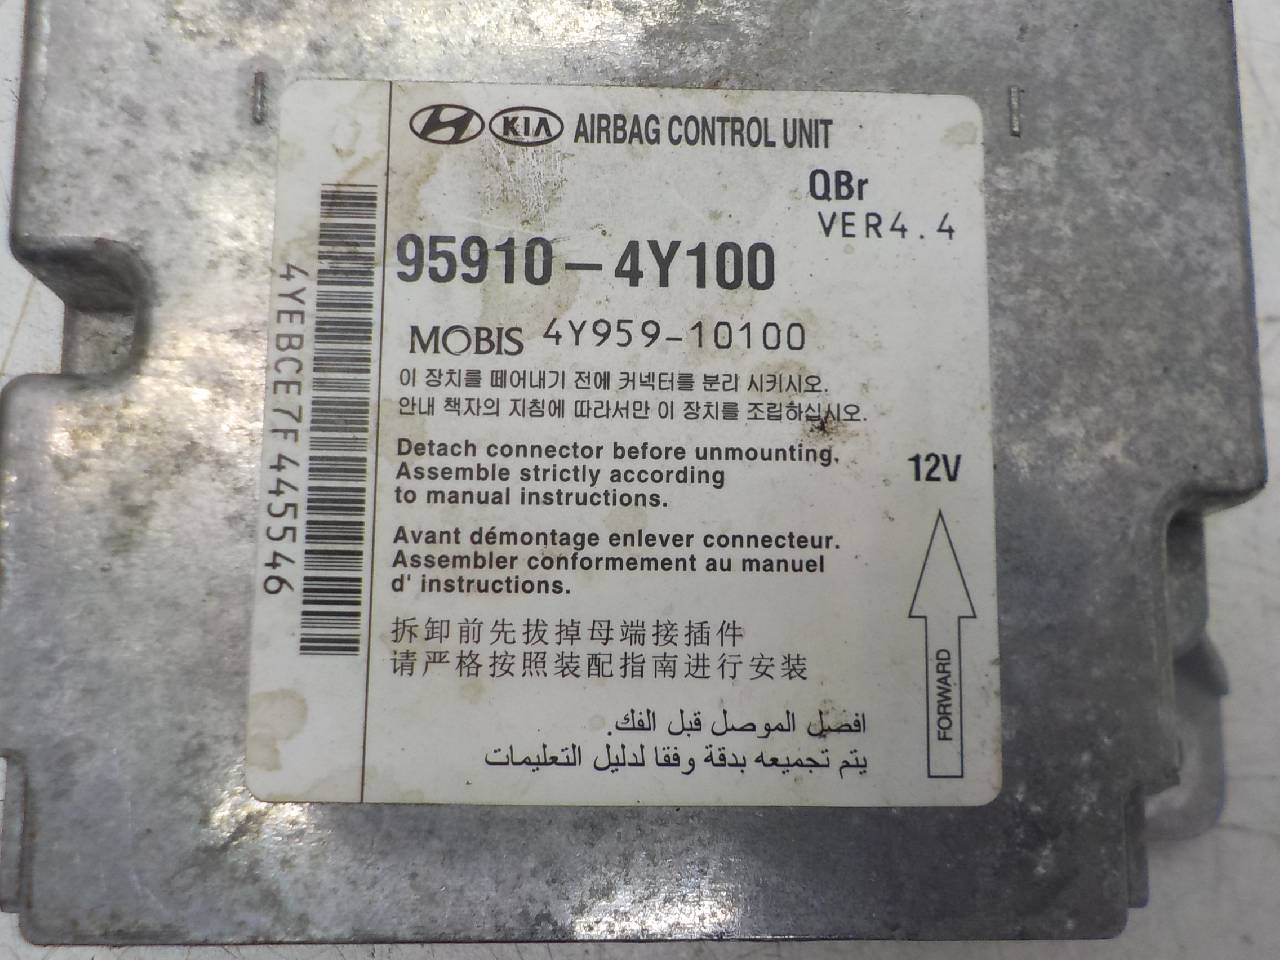 KIA AIRBAG CONTROL UNIT
QBr
VER4.4
95910-4Y100
MOBIS 4Y959-10100
이 장치를 떼어내기 전에 커넥터를 분리 시키시오.
안내 책자의 지침에 따라서만 이 장치를 조립하십시오.
Detach connector before unmounting.
Assemble strictly according
to manual instructions.
12V
Avant démontage enlever connecteur.
Assembler conformement au manuel
d' instructions.
拆卸前先拔掉母端接插件
请严格按照装配指南进行安装
افصل الموصل قبل الفك.
يتم تجميعه بدقة وفقا لدليل التعليمات
FORWARD
4YEBCE7F445546